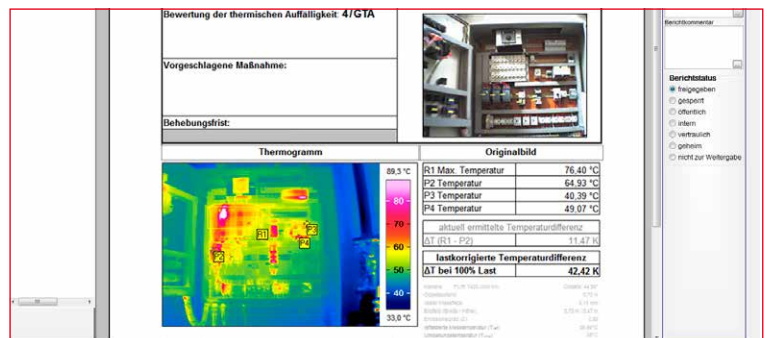 Bewertung der thermischen Auffälligkeit: 4/GTA
Vorgeschlagene Maßnahme:
Behebungsfrist:
Thermogramm
Originalbild
89,5 °C
80
70
60
50
40
33,0 °C
R1
P2
P3
P4
R1 Max. Temperatur 76,40 °C
P2 Temperatur 64,93 °C
P3 Temperatur 40,39 °C
P4 Temperatur 49,07 °C
aktuell ermittelte Temperaturdifferenz
ΔT (R1 - P2) 11,47 K
lastkorrigierte Temperaturdifferenz
ΔT bei 100% Last 42,42 K
Berichtkommentar
Berichtstatus
freigegeben
gesperrt
öffentlich
intern
vertraulich
geheim
nicht zur Weitergabe